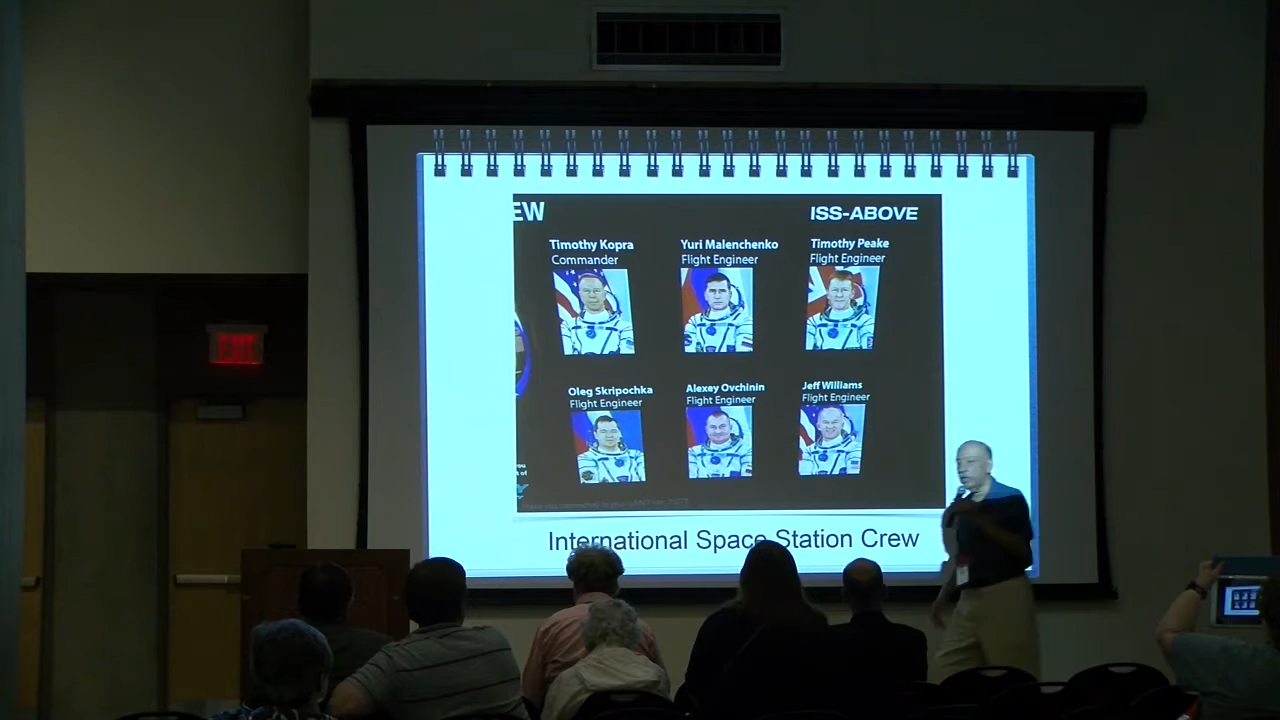 EW
ISS-ABOVE
Timothy Kopra
Commander
Yuri Malenchenko
Flight Engineer
Timothy Peake
Flight Engineer
Oleg Skripochka
Flight Engineer
Alexey Ovchinin
Flight Engineer
Jeff Williams
Flight Engineer
International Space Station Crew
EXIT